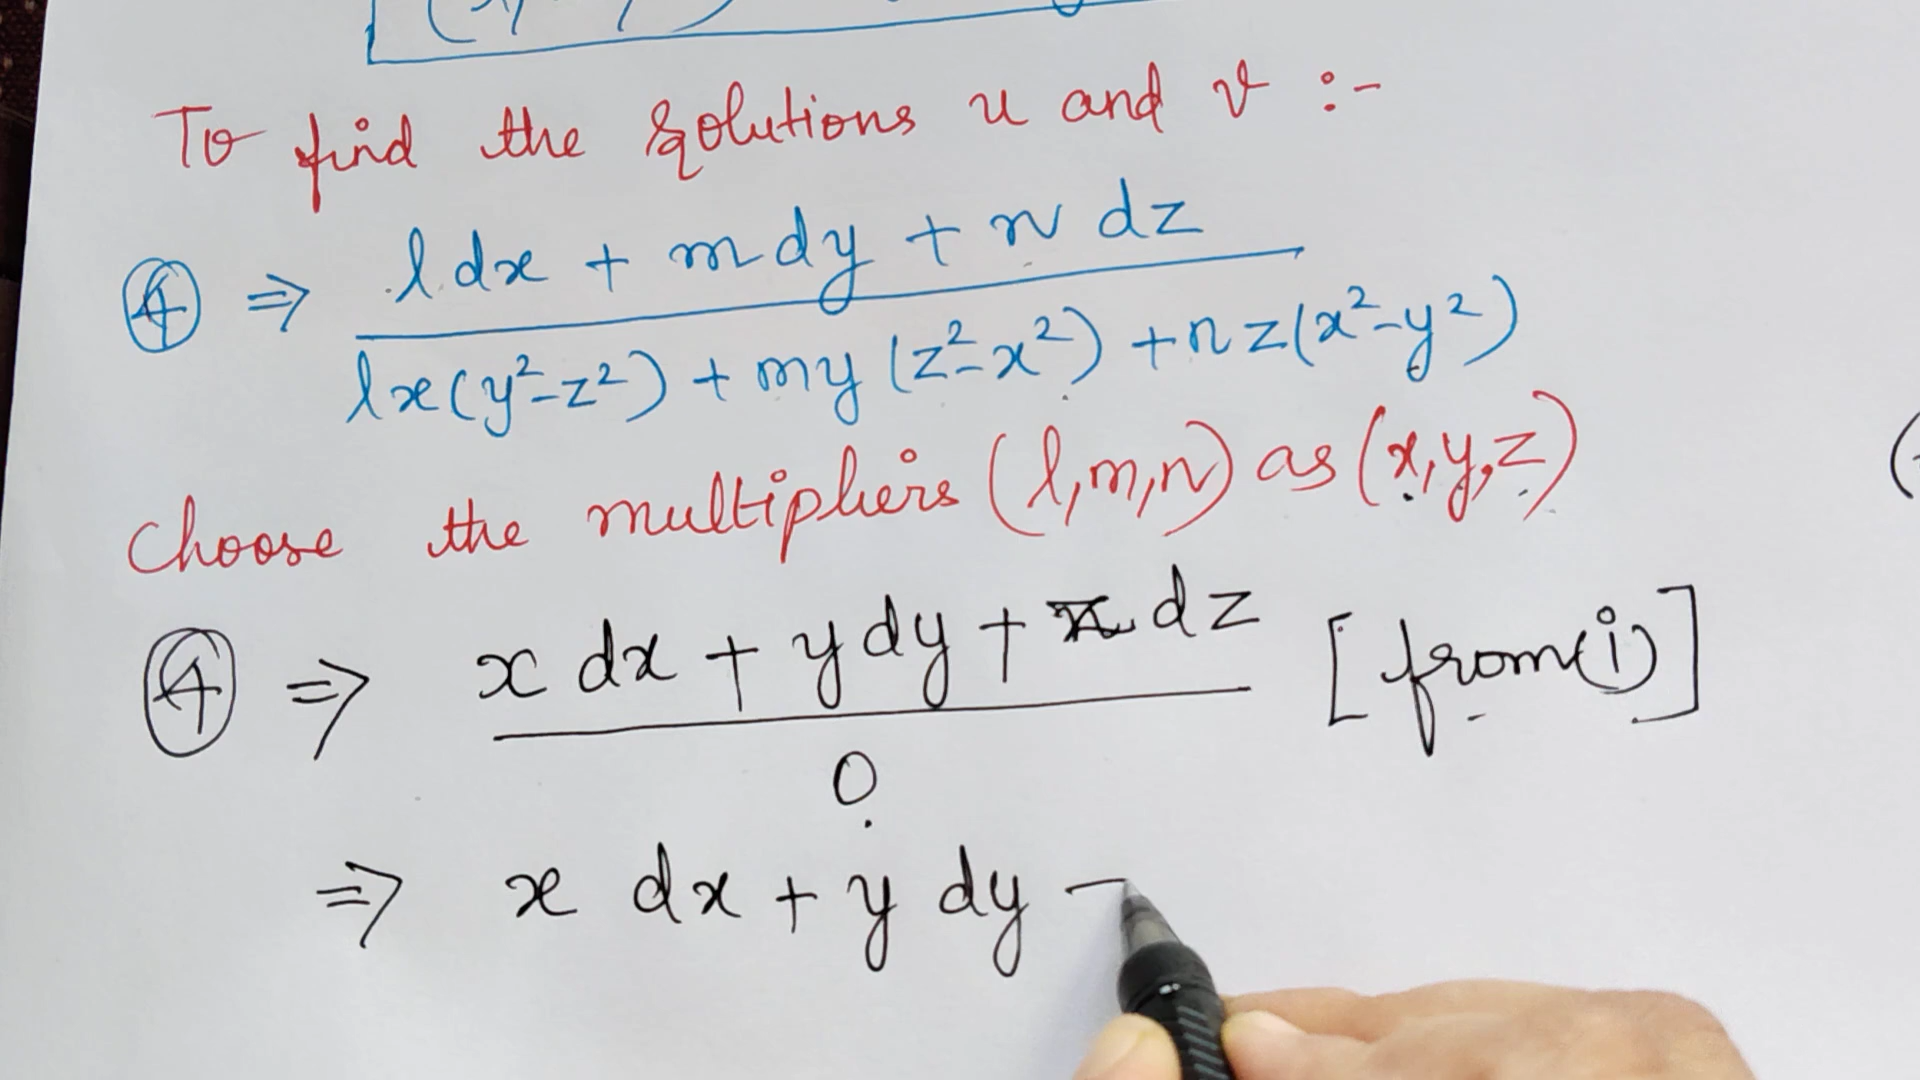 To find the solutions u and v :-
④ ⇒ l dx + m dy + n dz
lx(y²-z²) + my(z²-x²) + nz(x²-y²)
Choose the multipliers (l,m,n) as (x,y,z)
④ ⇒ x dx + y dy + z dz [from(i)]
0
⇒ x dx + y dy -